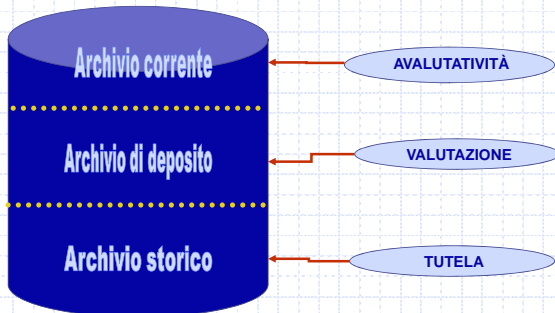 Archivio corrente
AVALUTATIVITÀ
Archivio di deposito
VALUTAZIONE
Archivio storico
TUTELA